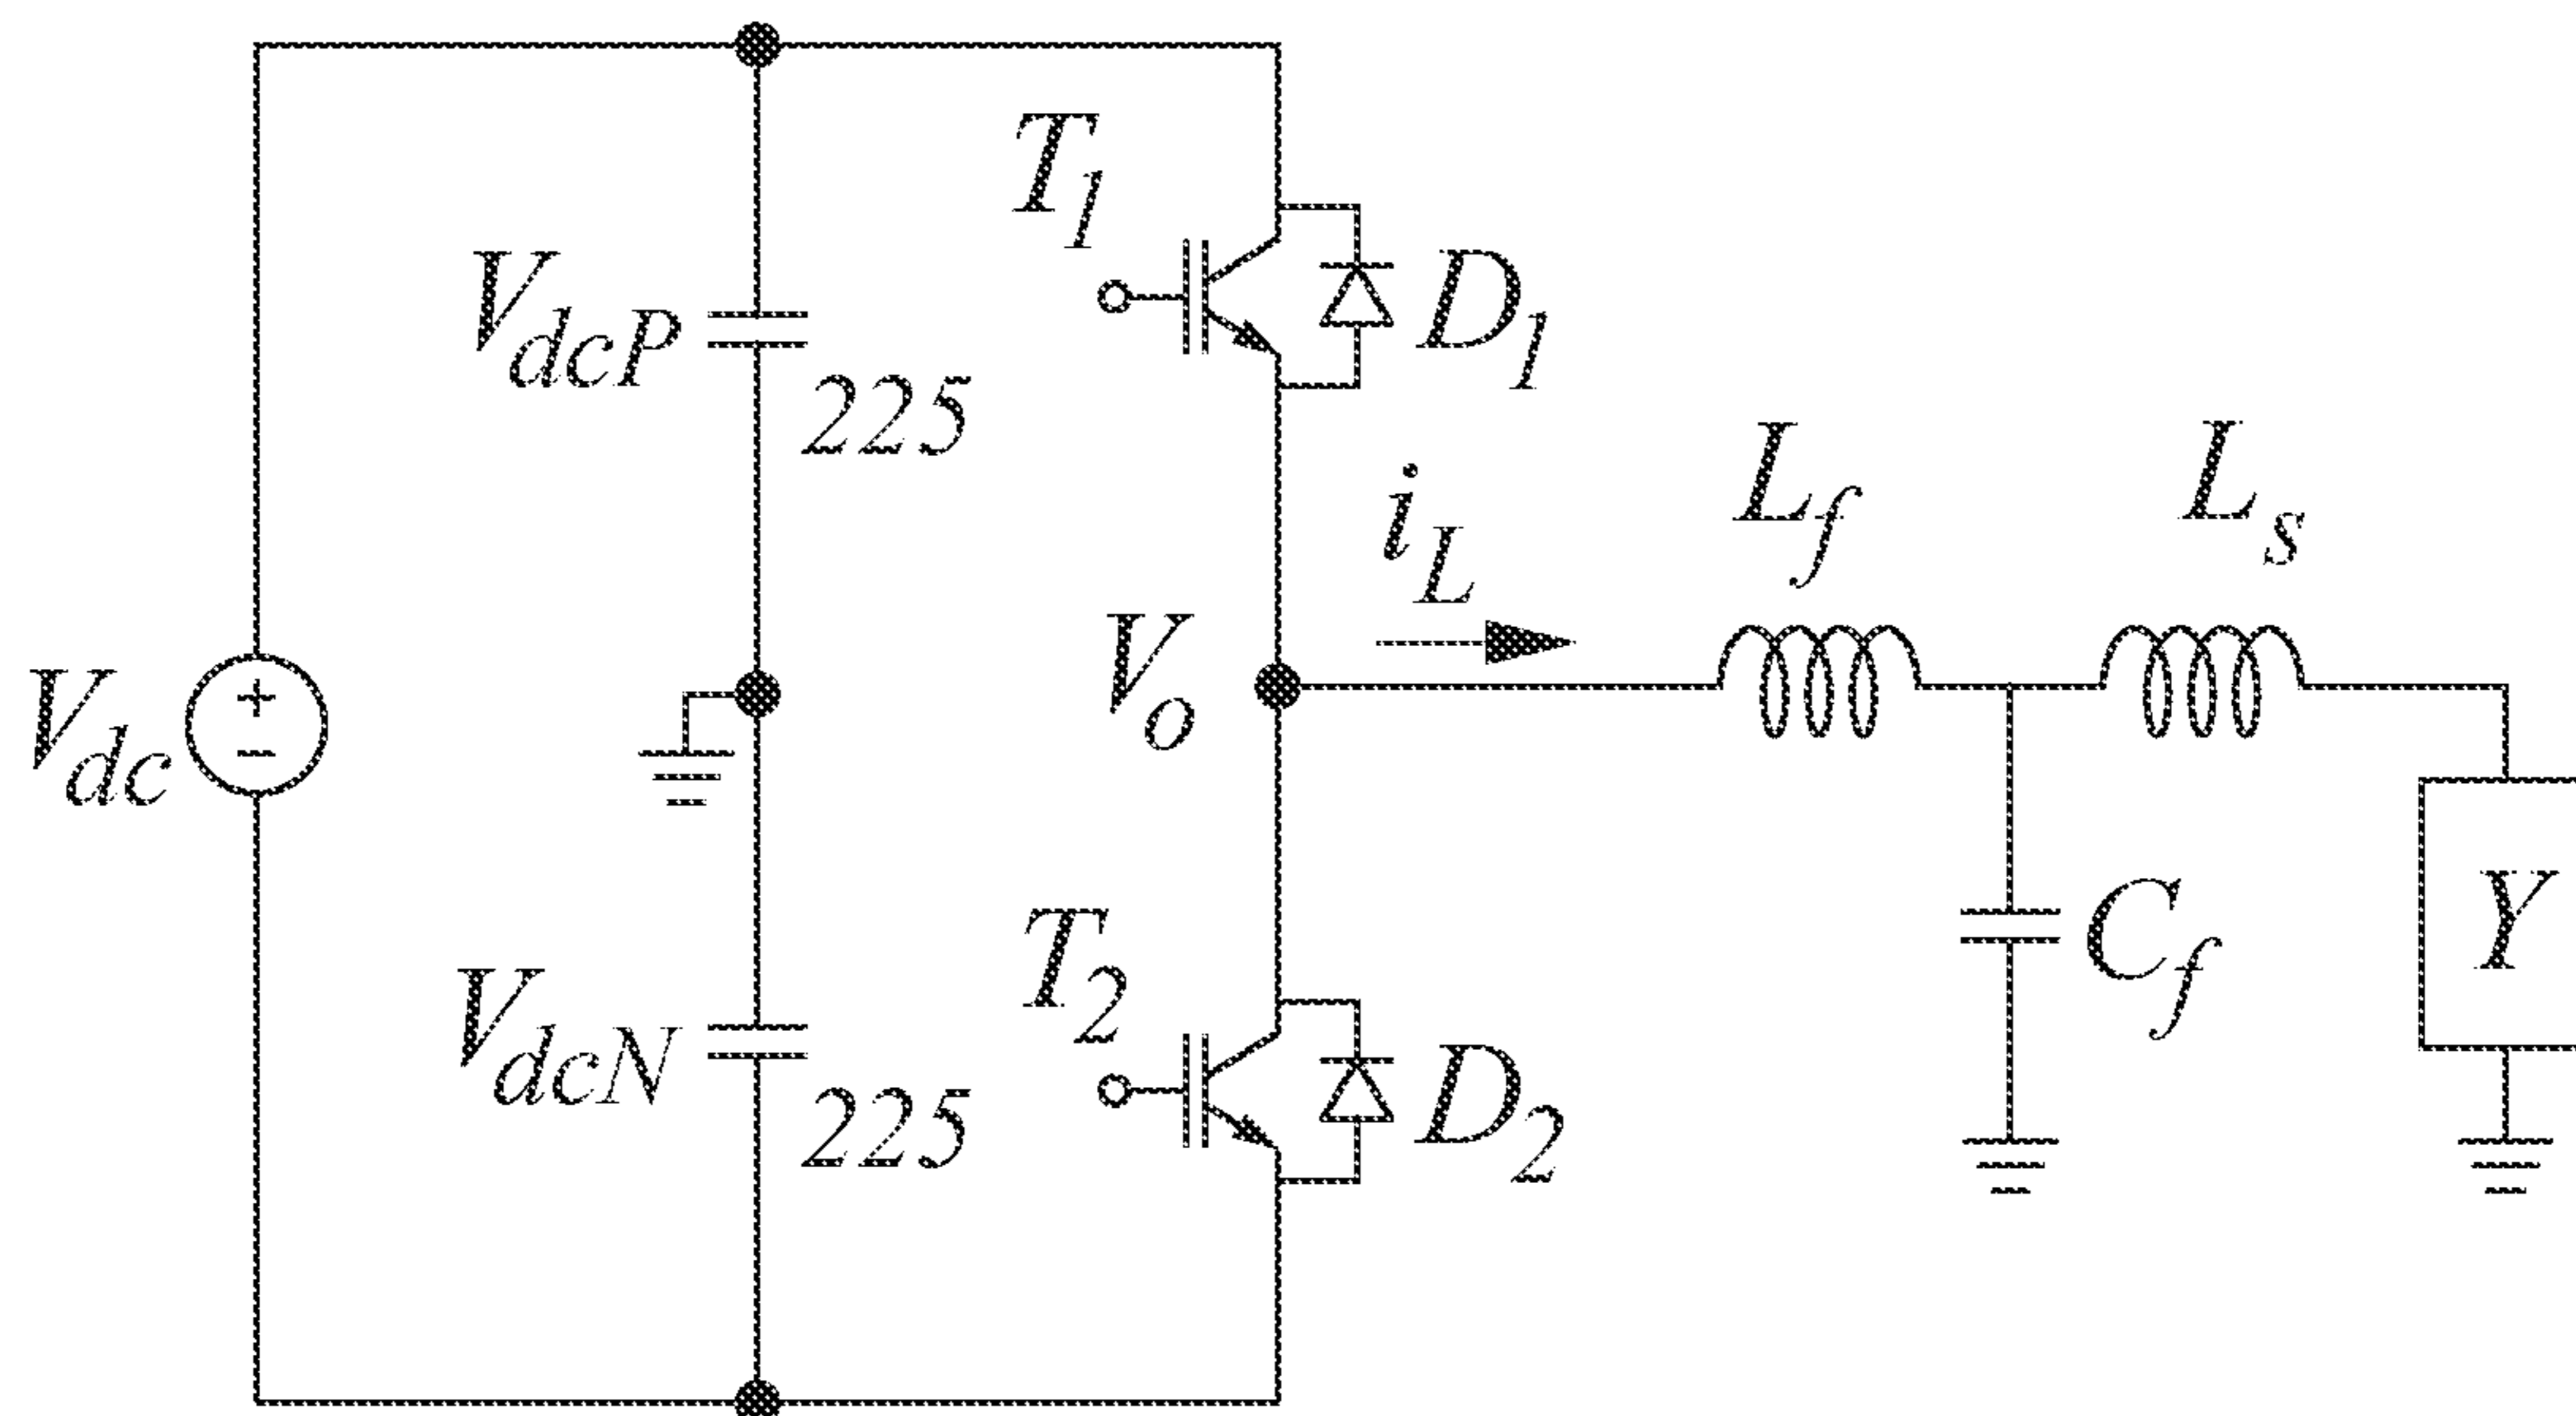 T1
VdcP
D1
225
Lf
Ls
iL
Vo
Vdc
+
−
T2
Cf
Y
VdcN
D2
225